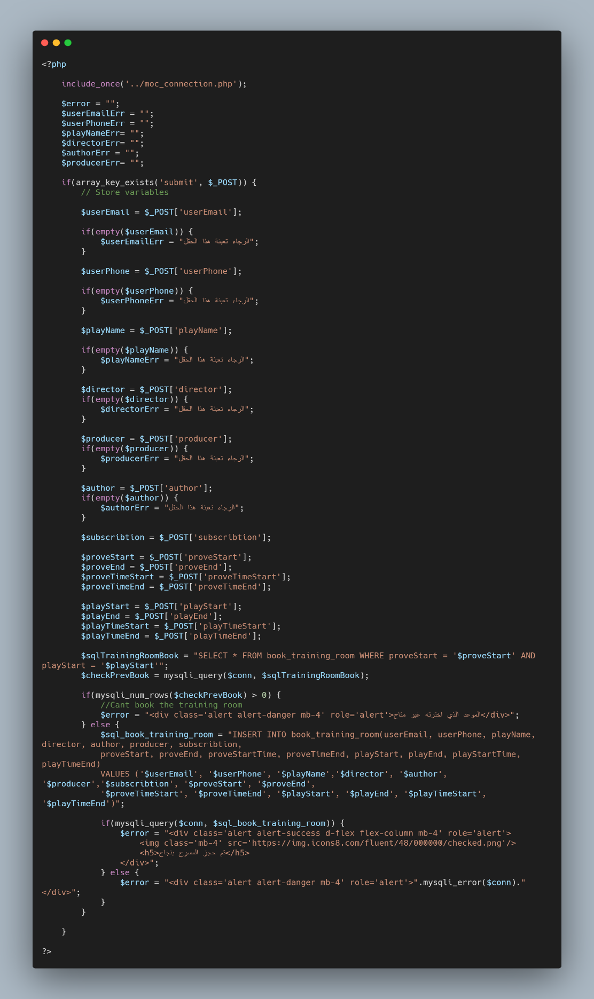 <?php
include_once('../moc_connection.php');
$error = "";
$userEmailErr = "";
$userPhoneErr = "";
$playNameErr= "";
$directorErr= "";
$authorErr = "";
$producerErr= "";
if(array_key_exists('submit', $_POST)) {
// Store variables
$userEmail = $_POST['userEmail'];
if(empty($userEmail)) {
$userEmailErr = "الرجاء تعبئة هذا الحقل";
}
$userPhone = $_POST['userPhone'];
if(empty($userPhone)) {
$userPhoneErr = "الرجاء تعبئة هذا الحقل";
}
$playName = $_POST['playName'];
if(empty($playName)) {
$playNameErr = "الرجاء تعبئة هذا الحقل";
}
$director = $_POST['director'];
if(empty($director)) {
$directorErr = "الرجاء تعبئة هذا الحقل";
}
$producer = $_POST['producer'];
if(empty($producer)) {
$producerErr = "الرجاء تعبئة هذا الحقل";
}
$author = $_POST['author'];
if(empty($author)) {
$authorErr = "الرجاء تعبئة هذا الحقل";
}
$subscribtion = $_POST['subscribtion'];
$proveStart = $_POST['proveStart'];
$proveEnd = $_POST['proveEnd'];
$proveTimeStart = $_POST['proveTimeStart'];
$proveTimeEnd = $_POST['proveTimeEnd'];
$playStart = $_POST['playStart'];
$playEnd = $_POST['playEnd'];
$playTimeStart = $_POST['playTimeStart'];
$playTimeEnd = $_POST['playTimeEnd'];
$sqlTrainingRoomBook = "SELECT * FROM book_training_room WHERE proveStart = '$proveStart' AND
playStart = '$playStart'";
$checkPrevBook = mysqli_query($conn, $sqlTrainingRoomBook);
if(mysqli_num_rows($checkPrevBook) > 0) {
//Cant book the training room
$error = "<div class='alert alert-danger mb-4' role='alert'>الموعد الذي اخترته غير متاح</div>";
} else {
$sql_book_training_room = "INSERT INTO book_training_room(userEmail, userPhone, playName,
director, author, producer, subscribtion,
proveStart, proveEnd, proveStartTime, proveTimeEnd, playStart, playEnd, playStartTime,
playTimeEnd)
VALUES ('$userEmail', '$userPhone', '$playName','$director', '$author',
'$producer','$subscribtion', '$proveStart', '$proveEnd',
'$proveTimeStart', '$proveTimeEnd', '$playStart', '$playEnd', '$playTimeStart',
'$playTimeEnd')";
if(mysqli_query($conn, $sql_book_training_room)) {
$error = "<div class='alert alert-success d-flex flex-column mb-4' role='alert'>
<img class='mb-4' src='https://img.icons8.com/fluent/48/000000/checked.png'/>
<h5>تم حجز المسرح بنجاح</h5>
</div>";
} else {
$error = "<div class='alert alert-danger mb-4' role='alert'>".mysqli_error($conn)."
</div>";
}
}
}
?>